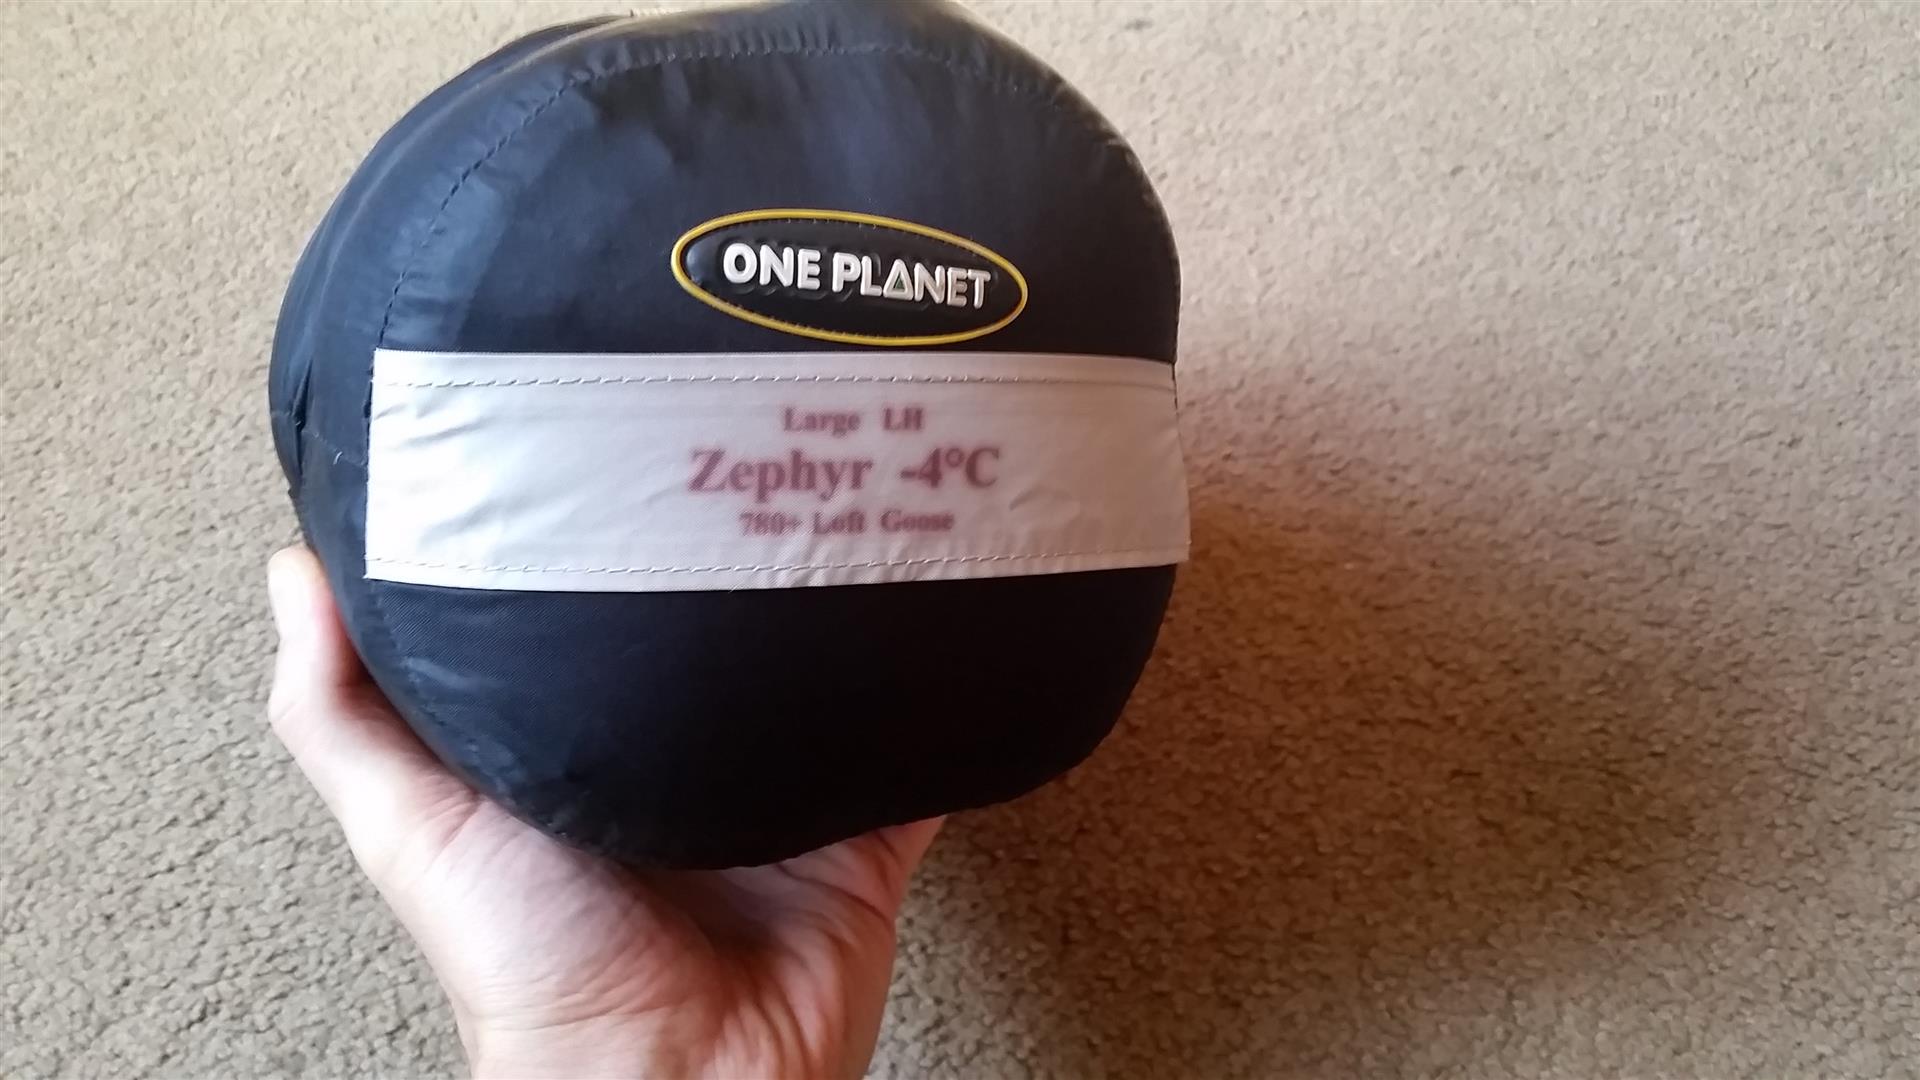 ONE PLANET
Large LH
Zephyr -4°C
780+ Loft Goose